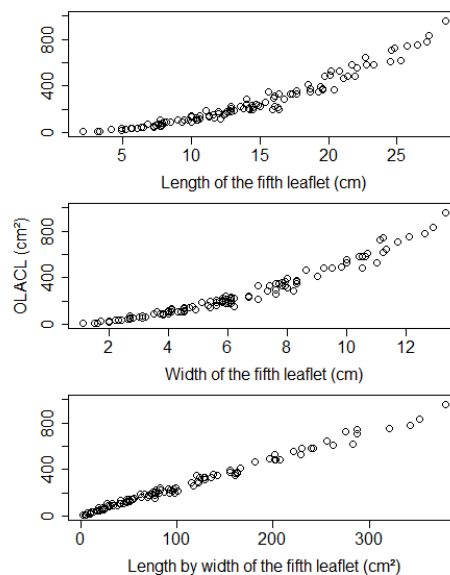 800
400
0
5 10 15 20 25
Length of the fifth leaflet (cm)
OLACL (cm²)
800
400
0
2 4 6 8 10 12
Width of the fifth leaflet (cm)
800
400
0
0 100 200 300
Length by width of the fifth leaflet (cm²)